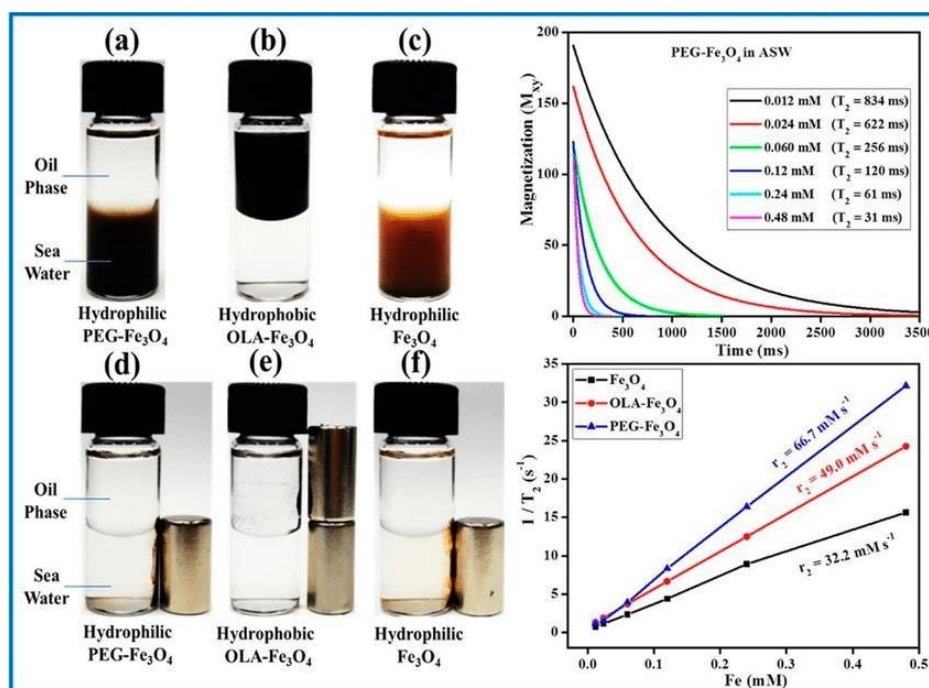 (a)
(b)
(c)
Oil
Phase
Sea
Water
Hydrophilic
PEG-Fe₃O₄
Hydrophobic
OLA-Fe₃O₄
Hydrophilic
Fe₃O₄
(d)
(e)
(f)
Oil
Phase
Sea
Water
Hydrophilic
PEG-Fe₃O₄
Hydrophobic
OLA-Fe₃O₄
Hydrophilic
Fe₃O₄
200
150
100
50
0
Magnetization (Mxy)
PEG-Fe₃O₄ in ASW
0.012 mM (T₂ = 834 ms)
0.024 mM (T₂ = 622 ms)
0.060 mM (T₂ = 256 ms)
0.12 mM (T₂ = 120 ms)
0.24 mM (T₂ = 61 ms)
0.48 mM (T₂ = 31 ms)
0 500 1000 1500 2000 2500 3000 3500
Time (ms)
35
30
25
20
15
10
5
0
1 / T₂ (s⁻¹)
Fe₃O₄
OLA-Fe₃O₄
PEG-Fe₃O₄
r₂ = 66.7 mM s⁻¹
r₂ = 49.0 mM s⁻¹
r₂ = 32.2 mM s⁻¹
0.0 0.1 0.2 0.3 0.4 0.5
Fe (mM)